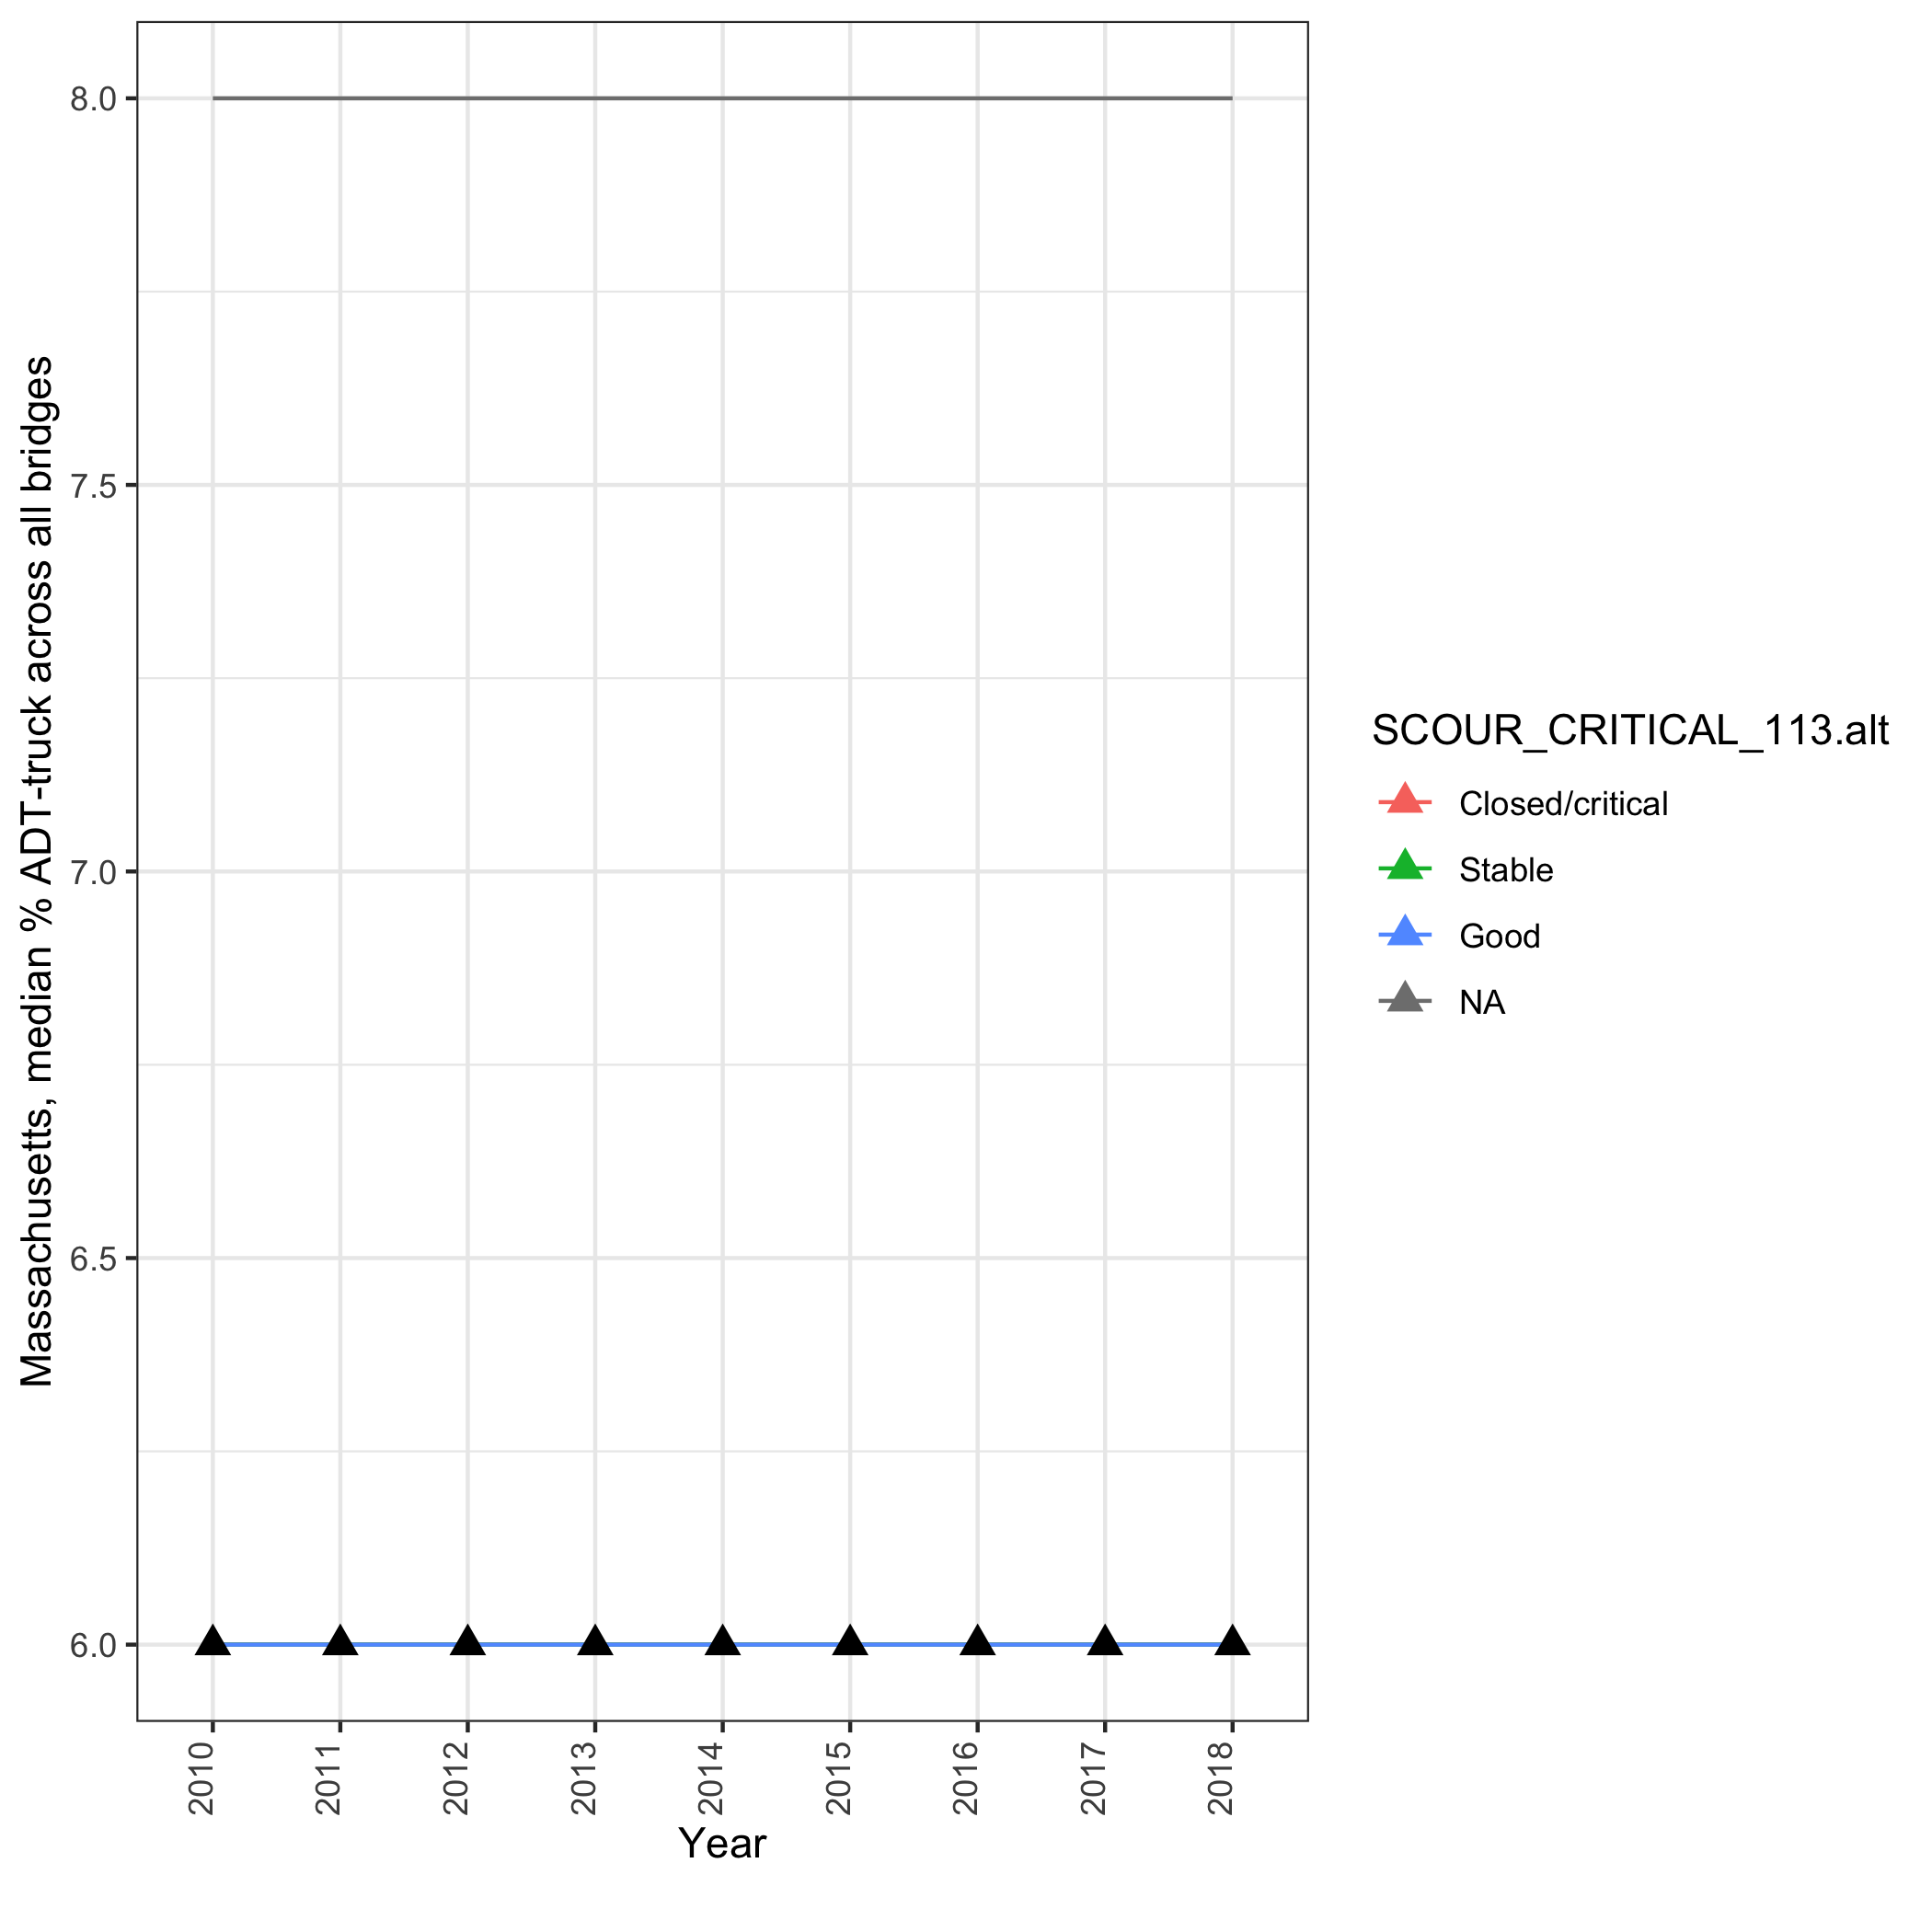 Massachusetts, median % ADT-truck across all bridges
8.0
7.5
7.0
6.5
6.0
2010
2011
2012
2013
2014
2015
2016
2017
2018
Year
SCOUR_CRITICAL_113.alt
Closed/critical
Stable
Good
NA